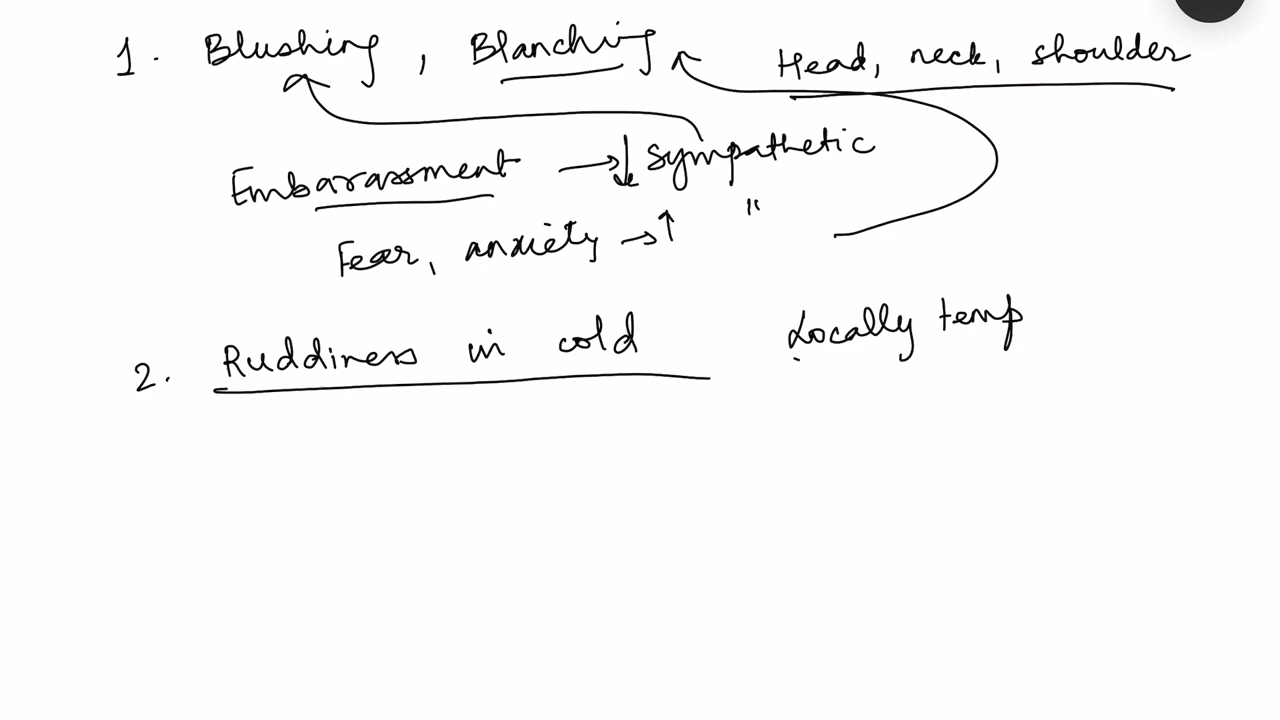 1. Blushing, Blanching Head, neck, shoulder
Embarassment → ↓ Sympathetic
Fear, anxiety → ↑ "
2. Ruddiness in cold Locally temp